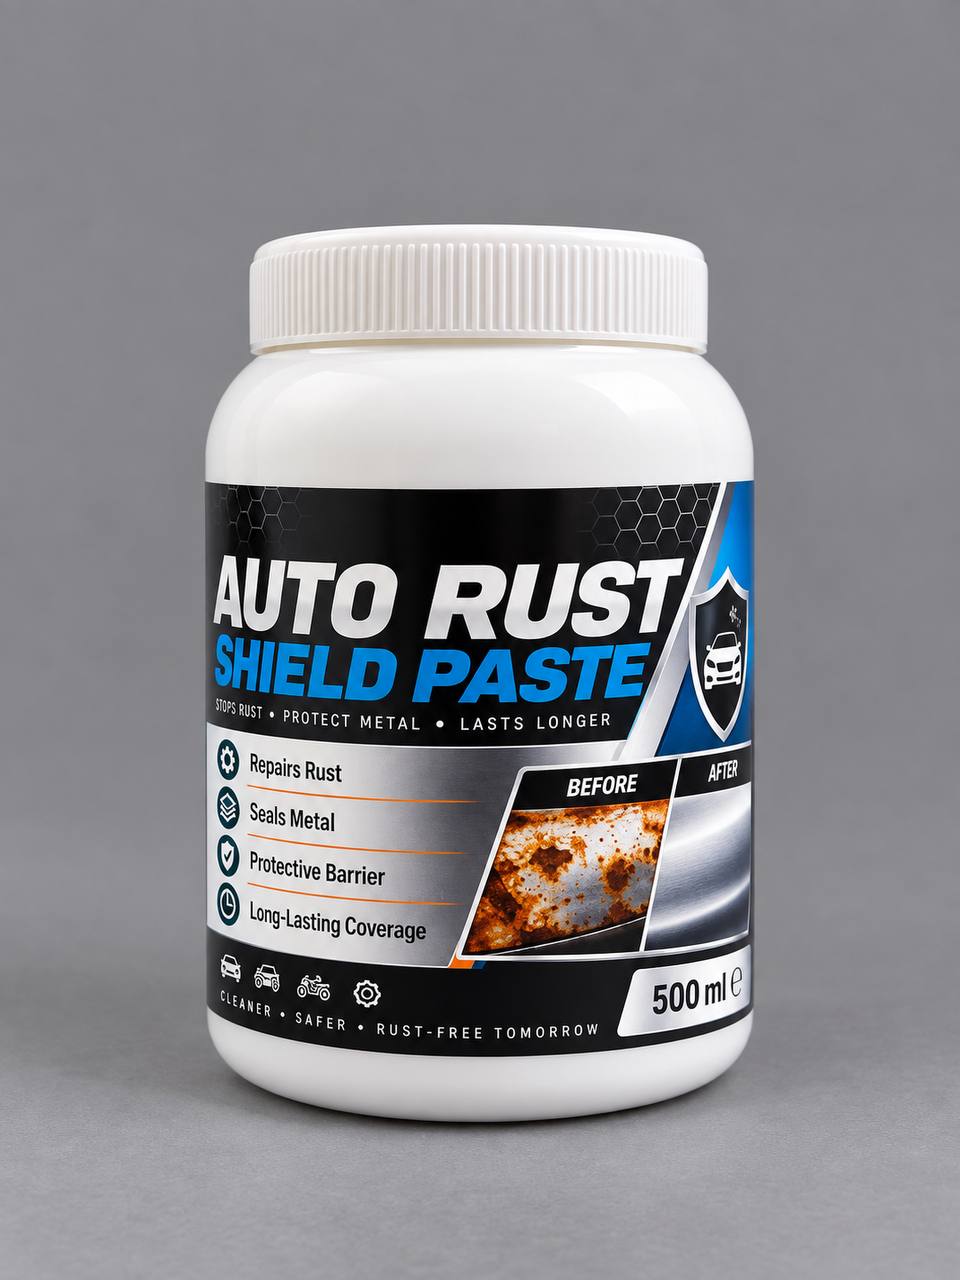 AUTO RUST
SHIELD PASTE
STOPS RUST • PROTECT METAL • LASTS LONGER
Repairs Rust
Seals Metal
Protective Barrier
Long-Lasting Coverage
BEFORE
AFTER
CLEANER • SAFER • RUST-FREE TOMORROW
500 ml ℮